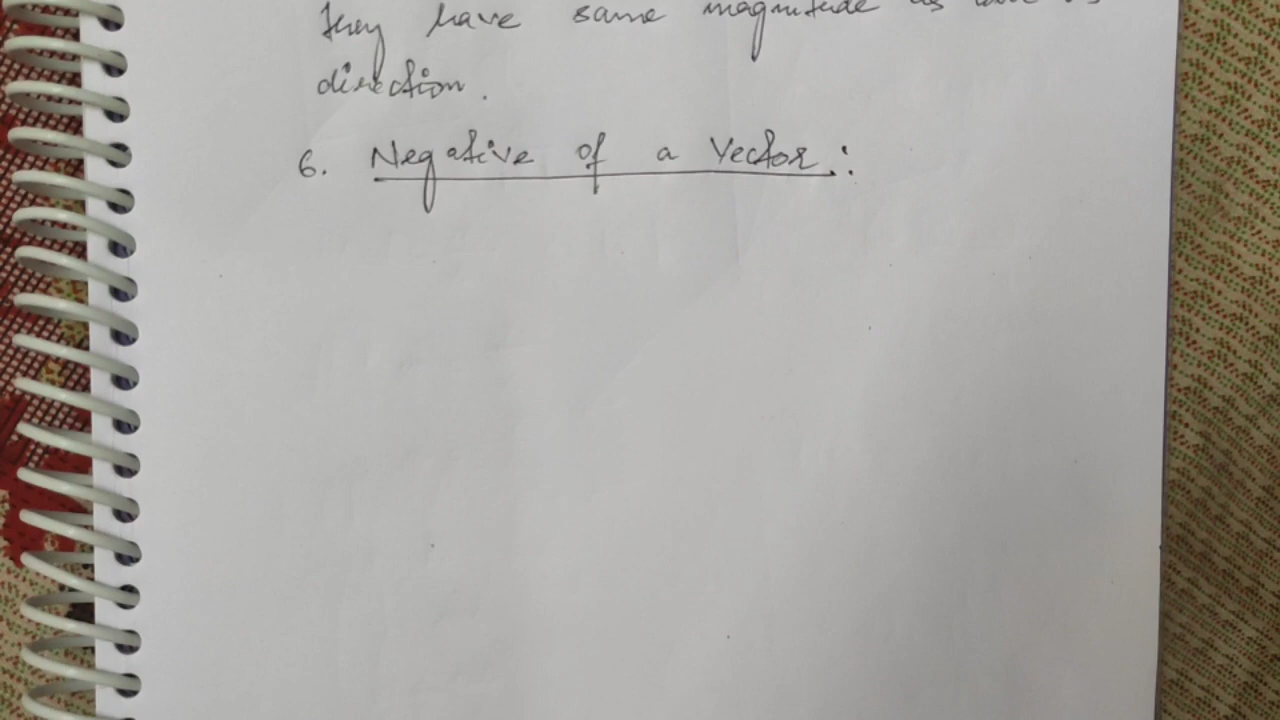 they have same magnitude as well as
direction.
6. Negative of a Vector :